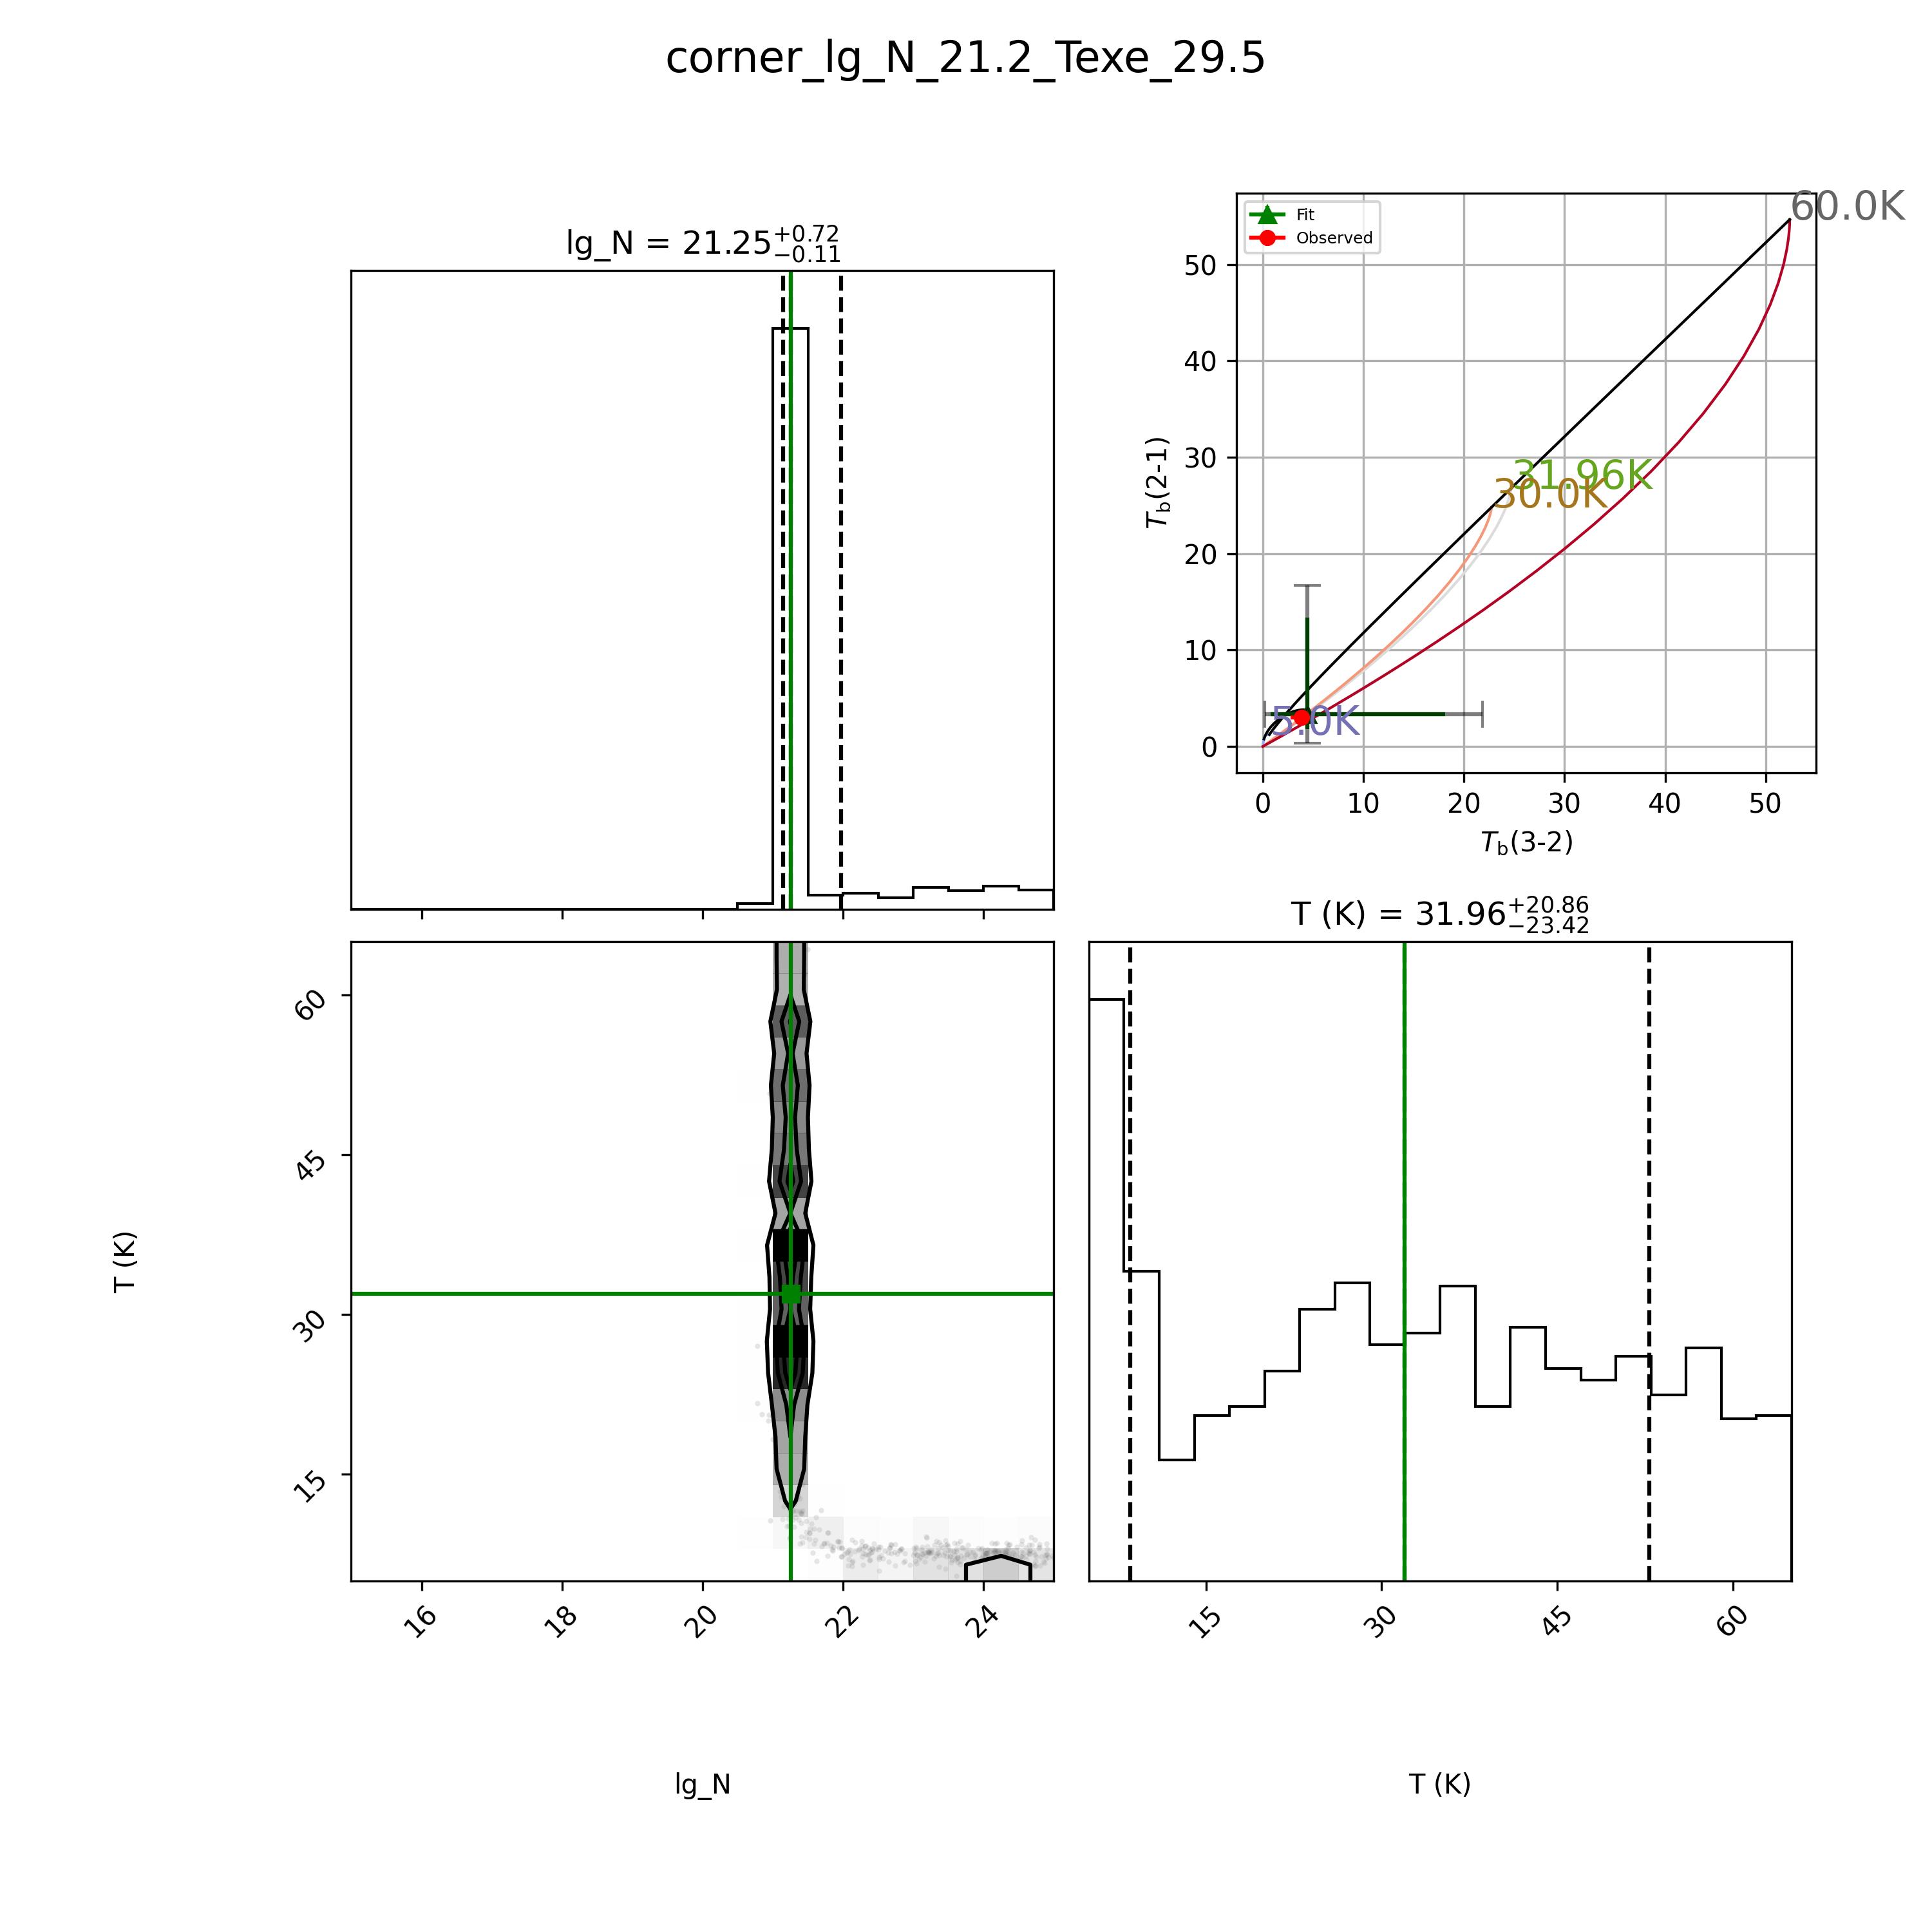 corner_lg_N_21.2_Texe_29.5
lg_N = 21.25+0.72−0.11
60.0K
Fit
Observed
50
40
31.96K
30
30.0K
Tb(2-1)
20
10
5.0K
0
0 10 20 30 40 50
Tb(3-2)
T (K) = 31.96+20.86−23.42
60
45
T (K)
30
15
16 18 20 22 24
15 30 45 60
lg_N
T (K)